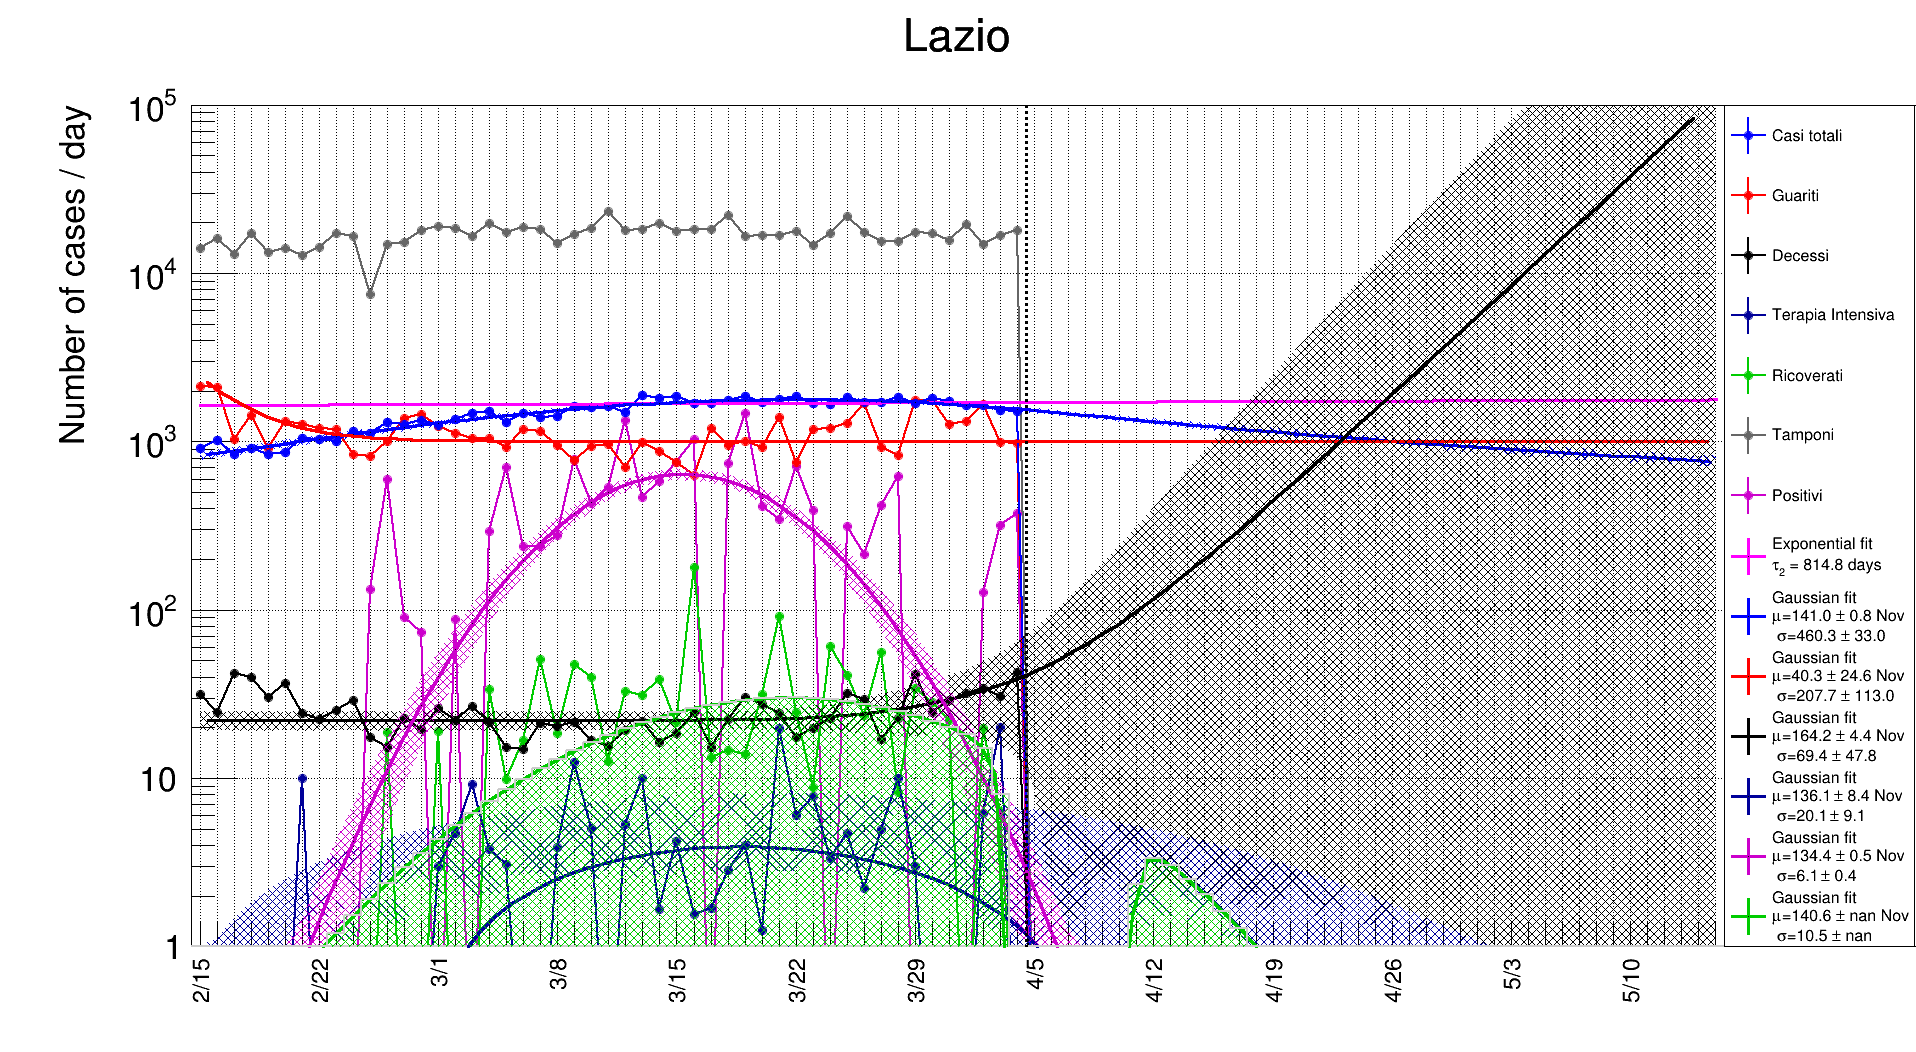 Lazio
Number of cases / day
10^5
10^4
10^3
10^2
10
1
2/15
2/22
3/1
3/8
3/15
3/22
3/29
4/5
4/12
4/19
4/26
5/3
5/10
Casi totali
Guariti
Decessi
Terapia Intensiva
Ricoverati
Tamponi
Positivi
Exponential fit
τ₂ = 814.8 days
Gaussian fit
μ=141.0 ± 0.8 Nov
σ=460.3 ± 33.0
Gaussian fit
μ=40.3 ± 24.6 Nov
σ=207.7 ± 113.0
Gaussian fit
μ=164.2 ± 4.4 Nov
σ=69.4 ± 47.8
Gaussian fit
μ=136.1 ± 8.4 Nov
σ=20.1 ± 9.1
Gaussian fit
μ=134.4 ± 0.5 Nov
σ=6.1 ± 0.4
Gaussian fit
μ=140.6 ± nan Nov
σ=10.5 ± nan